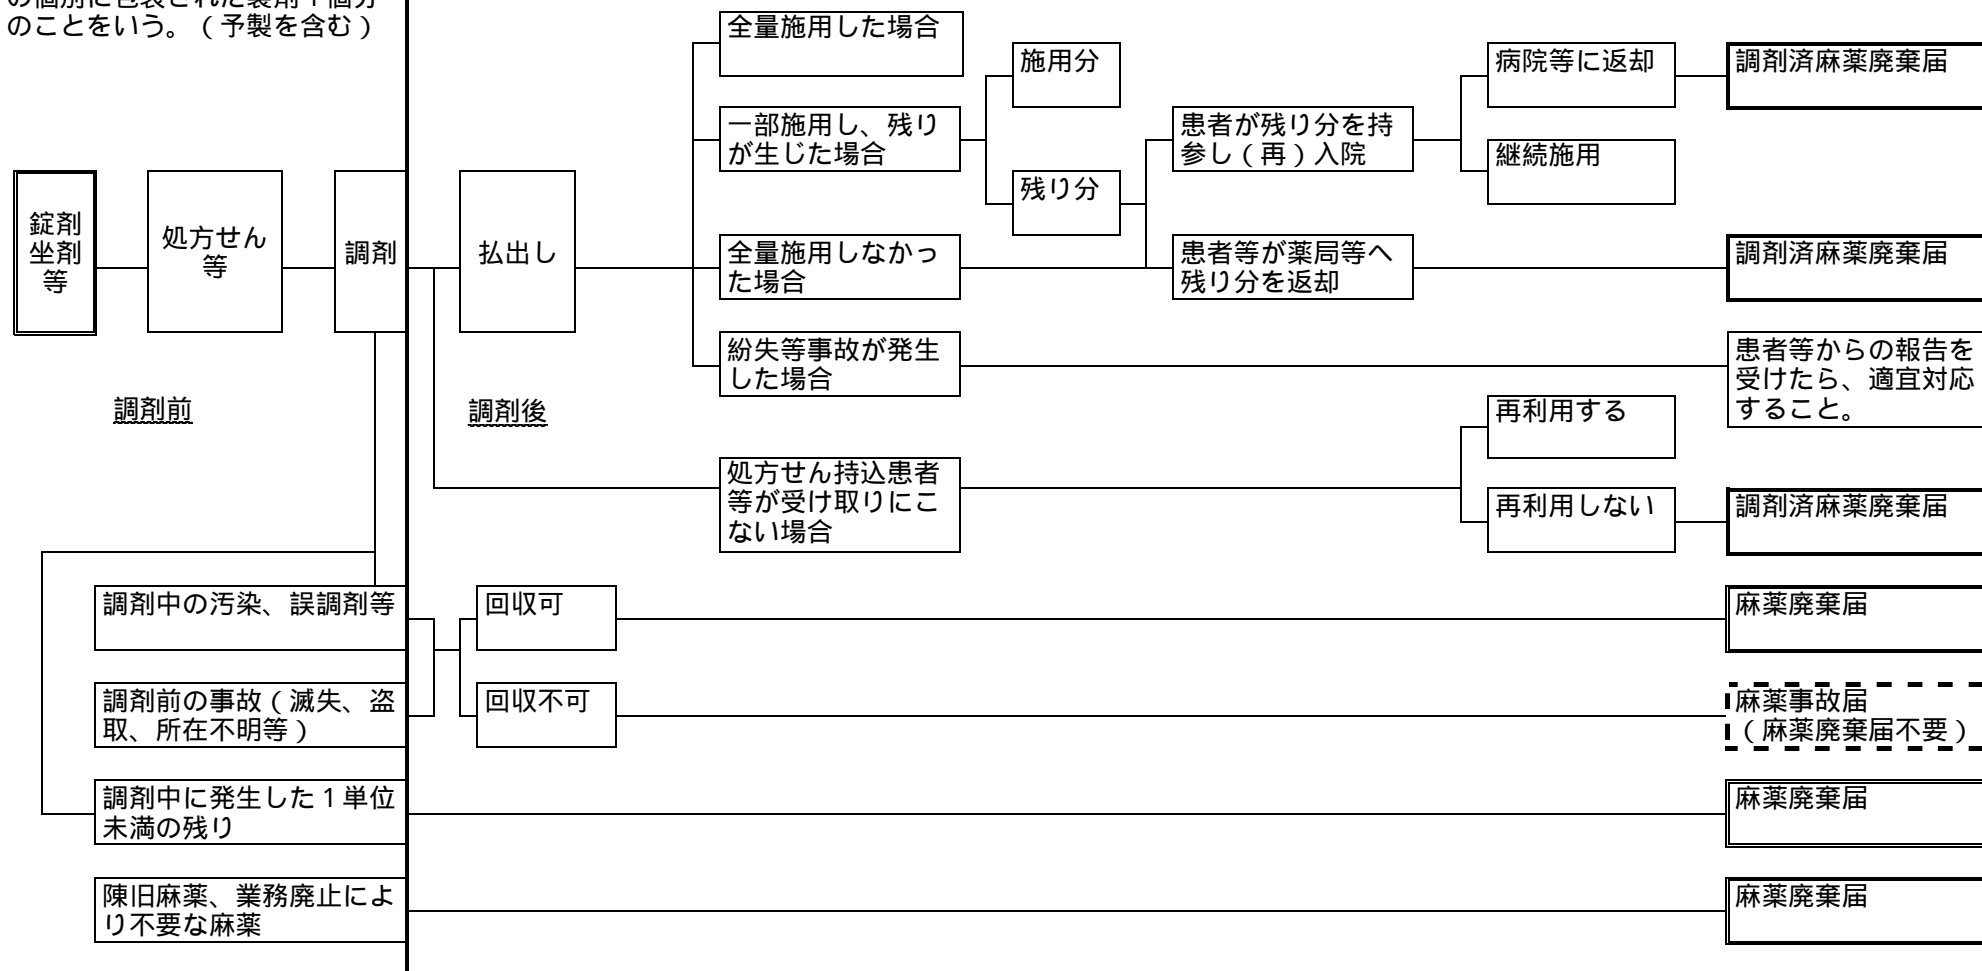 の個別に包装された製剤１個分
のことをいう。（予製を含む）
全量施用した場合
施用分
病院等に返却
調剤済麻薬廃棄届
一部施用し、残り
が生じた場合
患者が残り分を持
参し（再）入院
継続施用
残り分
錠剤
坐剤
等
処方せん
等
調剤
払出し
全量施用しなかっ
た場合
患者等が薬局等へ
残り分を返却
調剤済麻薬廃棄届
紛失等事故が発生
した場合
患者等からの報告を
受けたら、適宜対応
すること。
調剤前
調剤後
再利用する
処方せん持込患者
等が受け取りにこ
ない場合
再利用しない
調剤済麻薬廃棄届
調剤中の汚染、誤調剤等
回収可
麻薬廃棄届
調剤前の事故（滅失、盗
取、所在不明等）
回収不可
麻薬事故届
（麻薬廃棄届不要）
調剤中に発生した１単位
未満の残り
麻薬廃棄届
陳旧麻薬、業務廃止によ
り不要な麻薬
麻薬廃棄届